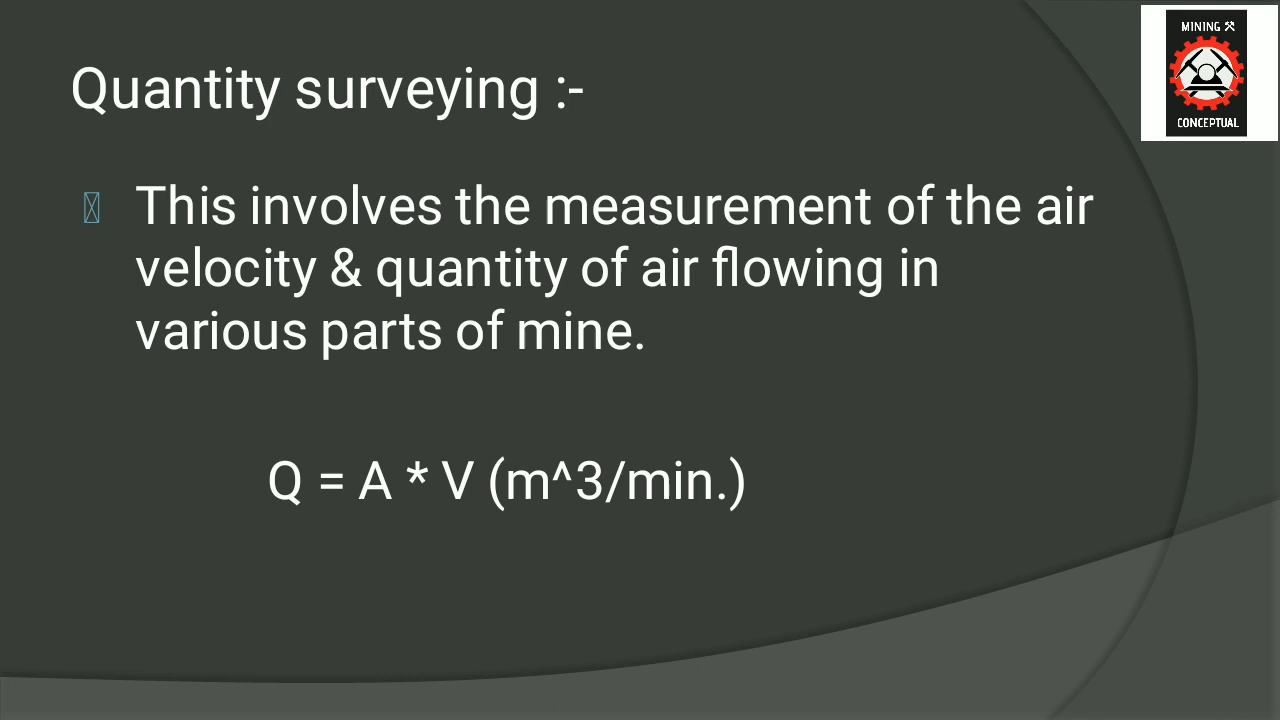 MINING
CONCEPTUAL
Quantity surveying :-
This involves the measurement of the air
velocity & quantity of air flowing in
various parts of mine.
Q = A * V (m^3/min.)